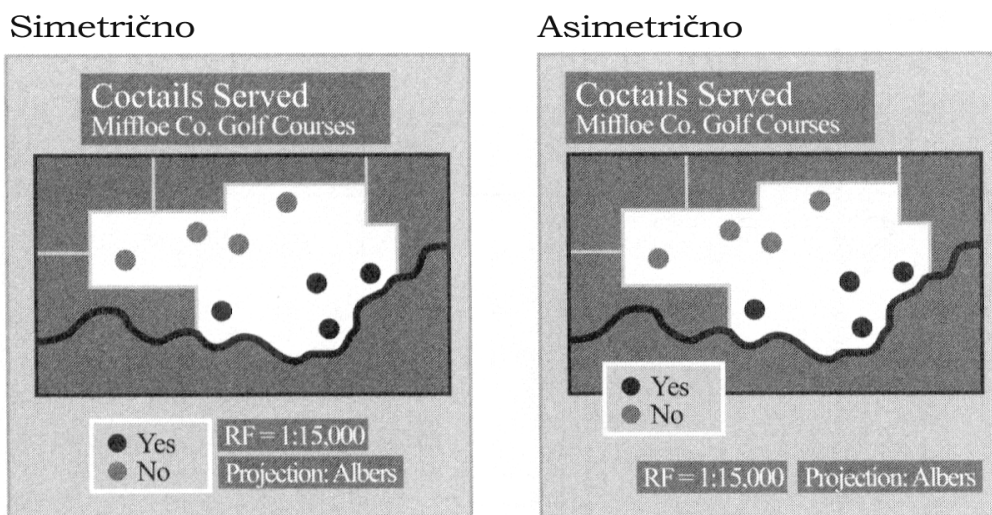 Simetrično
Coctails Served
Miffloe Co. Golf Courses
Yes
No
RF = 1:15,000
Projection: Albers
Asimetrično
Coctails Served
Miffloe Co. Golf Courses
Yes
No
RF = 1:15,000
Projection: Albers